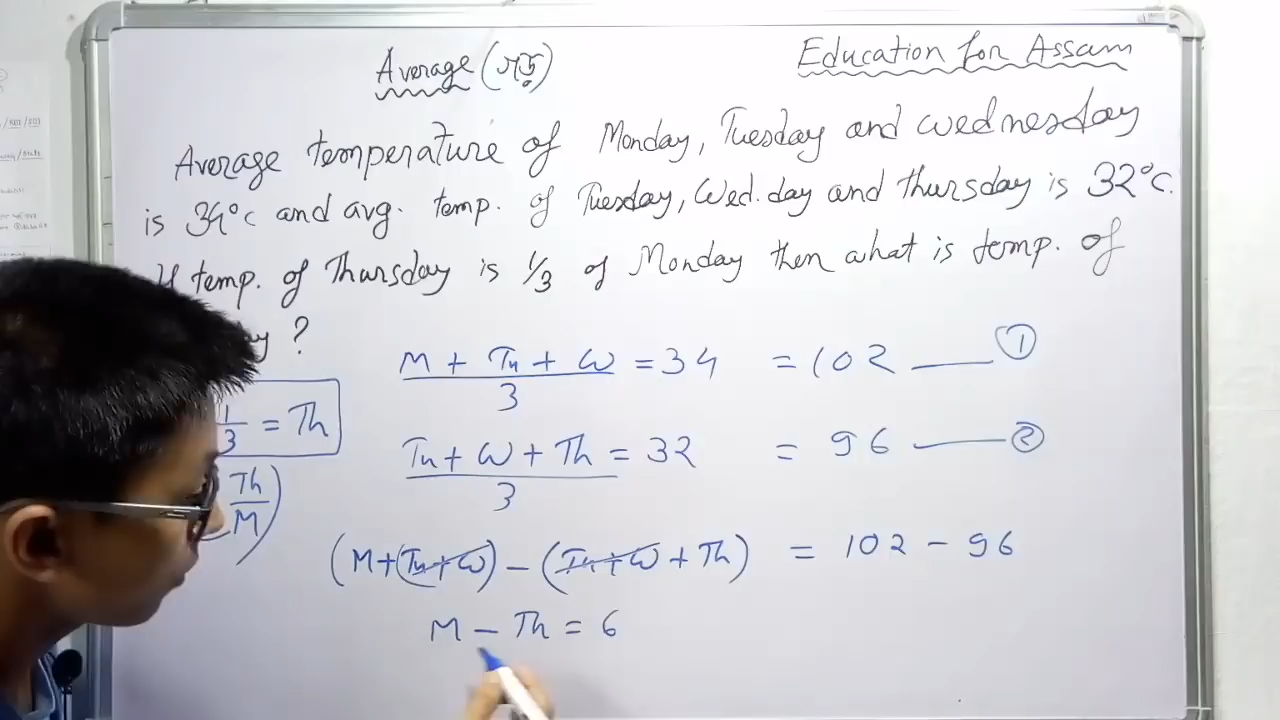 Average (গড়)
Education for Assam
Average temperature of Monday, Tuesday and Wednesday
is 34°c and avg. temp. of Tuesday, Wed.day and thursday is 32°c.
If temp. of Thursday is 1/3 of Monday then what is temp. of
?
M + Tu + W / 3 = 34 = 102 —— ①
1/3 = Th
Tu + W + Th / 3 = 32 = 96 —— ②
Th / M )
(M+(Tu+W) - (Tu+W + Th) = 102 - 96
M - Th = 6